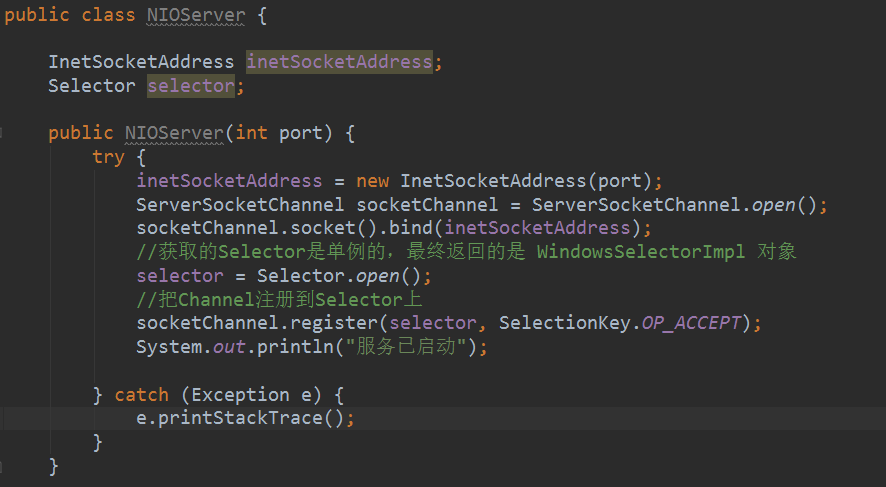 public class NIOServer {
InetSocketAddress inetSocketAddress;
Selector selector;
public NIOServer(int port) {
try {
inetSocketAddress = new InetSocketAddress(port);
ServerSocketChannel socketChannel = ServerSocketChannel.open();
socketChannel.socket().bind(inetSocketAddress);
//获取的Selector是单例的，最终返回的是 WindowsSelectorImpl 对象
selector = Selector.open();
//把Channel注册到Selector上
socketChannel.register(selector, SelectionKey.OP_ACCEPT);
System.out.println("服务已启动");
} catch (Exception e) {
e.printStackTrace();
}
}